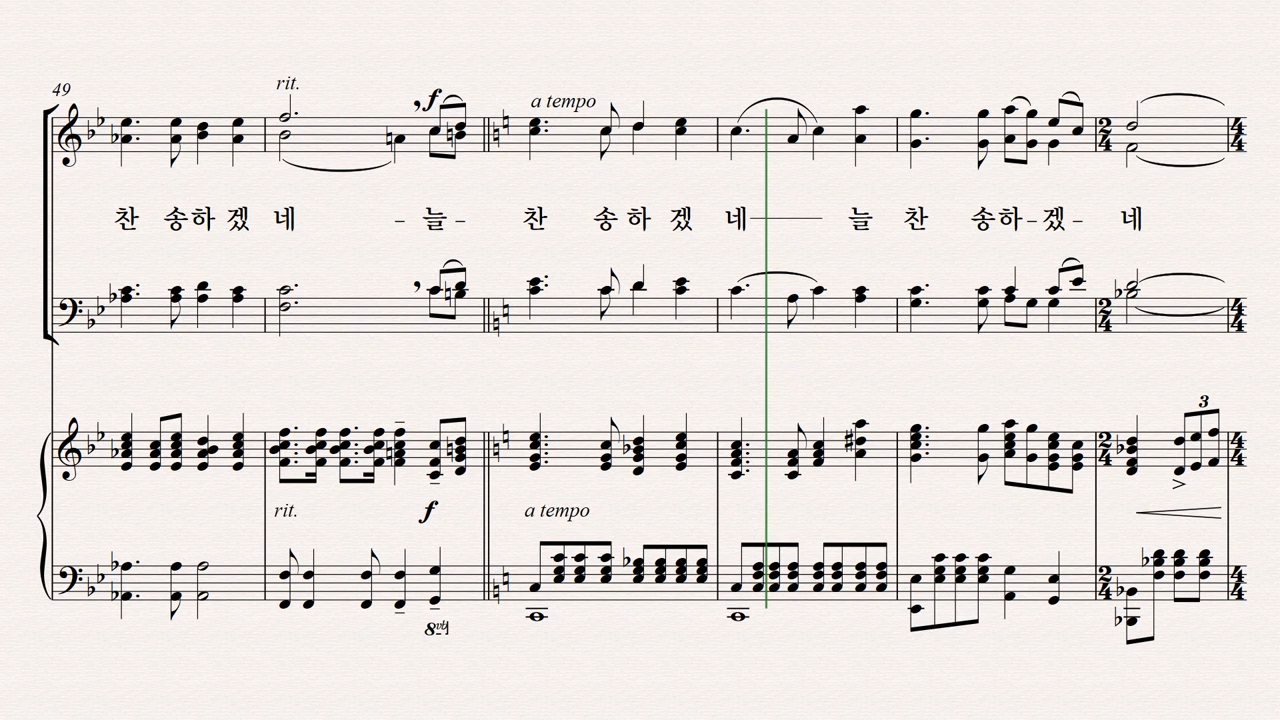 49
rit.
f
a tempo
찬 송하 겠 네 - 늘 - 찬 송 하 겠 네 늘 찬 송하 - 겠 - 네
3
rit.
f
a tempo
8vb